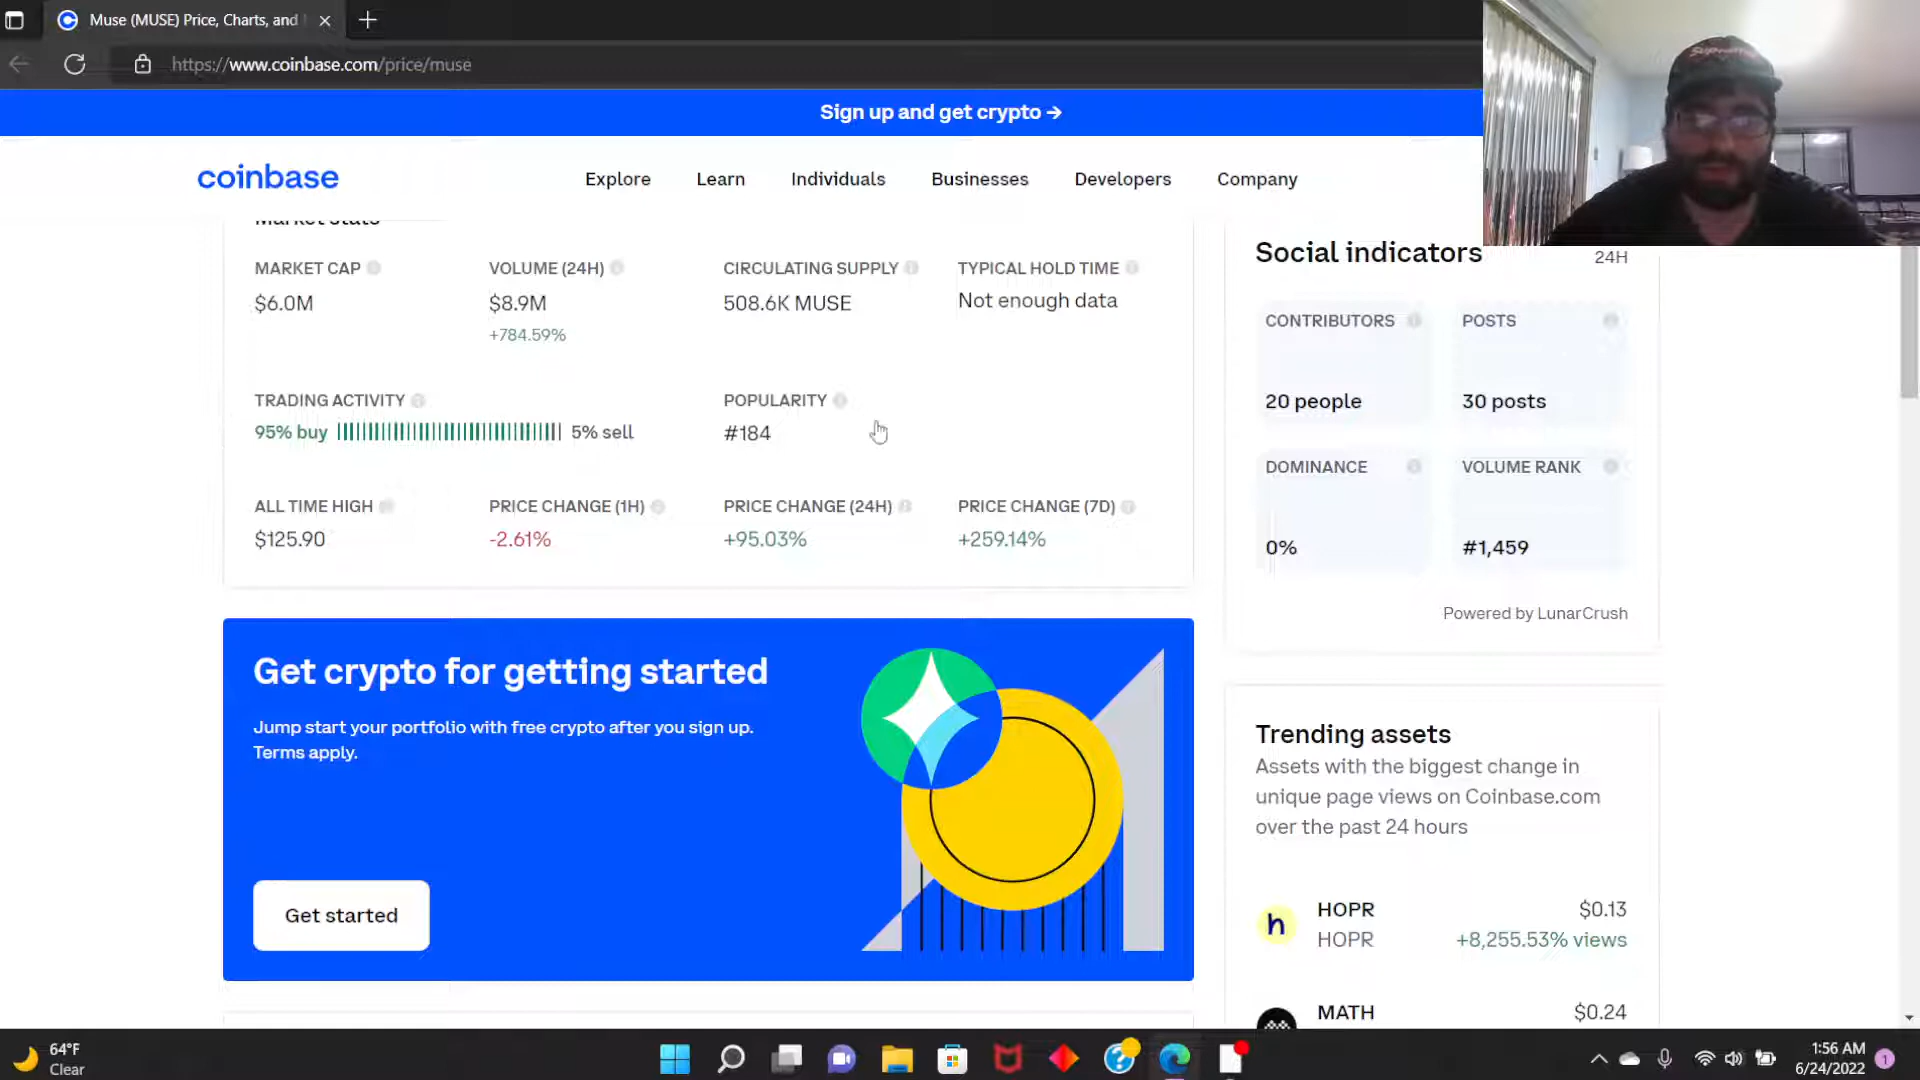 Muse (MUSE) Price, Charts, and
https://www.coinbase.com/price/muse
Sign up and get crypto →
coinbase
Explore
Learn
Individuals
Businesses
Developers
Company
Market stats
MARKET CAP
$6.0M
VOLUME (24H)
$8.9M
+784.59%
CIRCULATING SUPPLY
508.6K MUSE
TYPICAL HOLD TIME
Not enough data
TRADING ACTIVITY
95% buy
5% sell
POPULARITY
#184
ALL TIME HIGH
$125.90
PRICE CHANGE (1H)
-2.61%
PRICE CHANGE (24H)
+95.03%
PRICE CHANGE (7D)
+259.14%
Social indicators
24H
CONTRIBUTORS
20 people
POSTS
30 posts
DOMINANCE
0%
VOLUME RANK
#1,459
Powered by LunarCrush
Get crypto for getting started
Jump start your portfolio with free crypto after you sign up.
Terms apply.
Get started
Trending assets
Assets with the biggest change in
unique page views on Coinbase.com
over the past 24 hours
h
HOPR
$0.13
HOPR
+8,255.53% views
MATH
$0.24
64°F
Clear
1:56 AM
6/24/2022
1